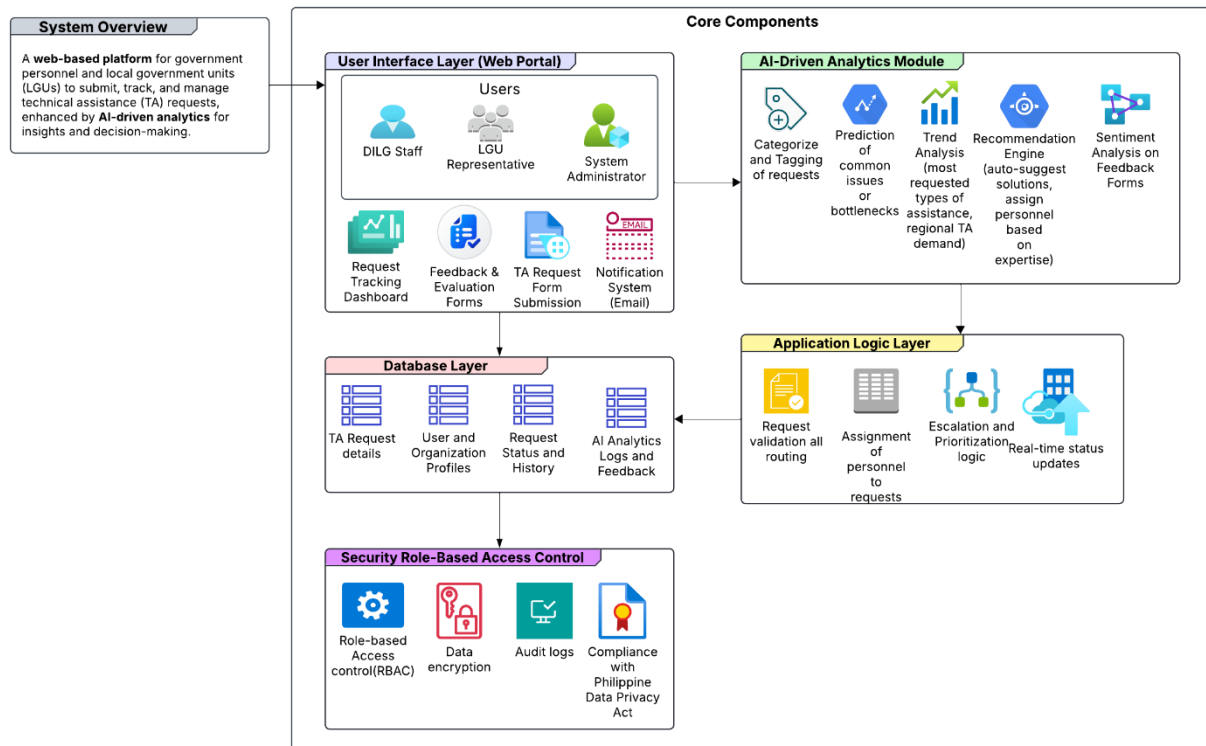 System Overview
A web-based platform for government
personnel and local government units
(LGUs) to submit, track, and manage
technical assistance (TA) requests,
enhanced by AI-driven analytics for
insights and decision-making.
Core Components
User Interface Layer (Web Portal)
Users
DILG Staff
LGU
Representative
System
Administrator
Request
Tracking
Dashboard
Feedback &
Evaluation
Forms
TA Request
Form
Submission
EMAIL
Notification
System
(Email)
AI-Driven Analytics Module
Categorize
and Tagging
of requests
Prediction
of
common
issues
or
bottlenecks
Trend
Analysis
(most
requested
types of
assistance,
regional TA
demand)
Recommendation
Engine
(auto-suggest
solutions,
assign
personnel
based
on
expertise)
Sentiment
Analysis on
Feedback
Forms
Database Layer
TA Request
details
User and
Organization
Profiles
Request
Status and
History
AI Analytics
Logs and
Feedback
Application Logic Layer
Request
validation all
routing
Assignment
of
personnel
to
requests
Escalation and
Prioritization
logic
Real-time status
updates
Security Role-Based Access Control
Role-based
Access
control(RBAC)
Data
encryption
Audit logs
Compliance
with
Philippine
Data Privacy
Act